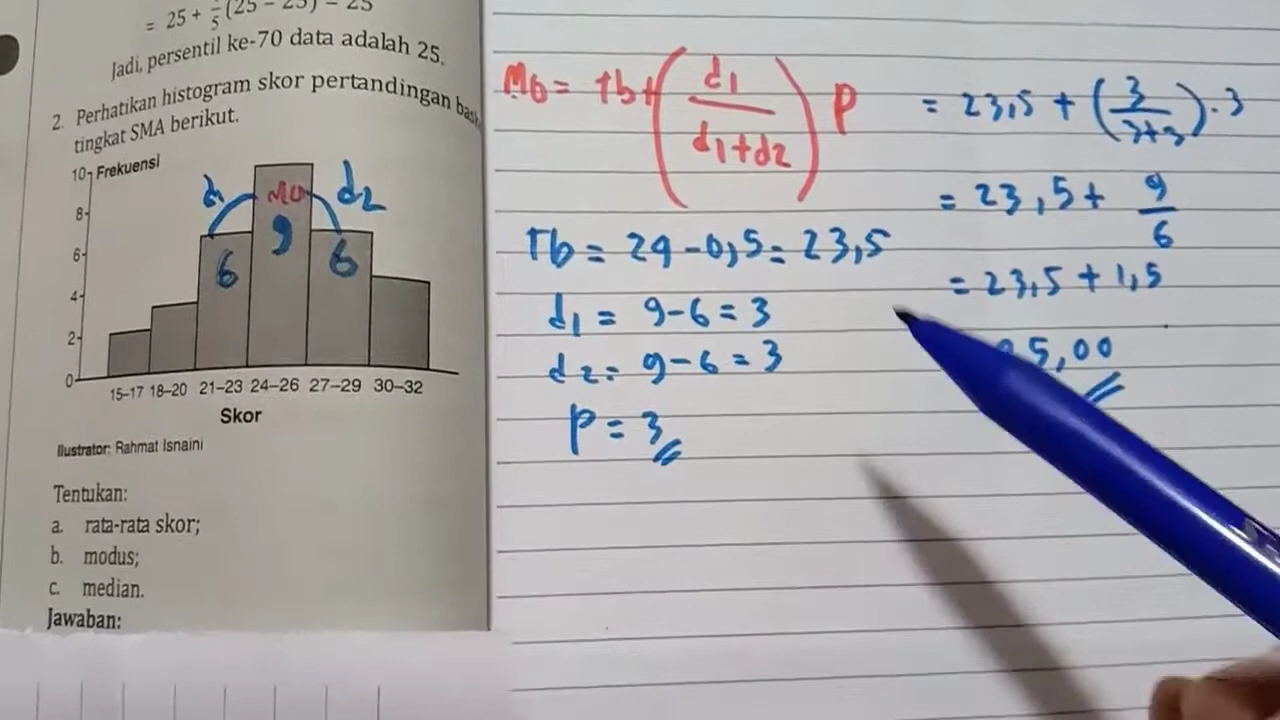 = 25 + 1/5 (25 − 25) = 25
Jadi, persentil ke-70 data adalah 25.
2. Perhatikan histogram skor pertandingan
tingkat SMA berikut.
Frekuensi
10
8
6
4
2
0
d1
Mo
d2
6
9
6
15–17 18–20 21–23 24–26 27–29 30–32
Skor
Ilustrator: Rahmat Isnaini
Tentukan:
a. rata-rata skor;
b. modus;
c. median.
Jawaban:
Mo = Tb + (d1 / d1+d2) P
Tb = 24 - 0,5 = 23,5
d1 = 9-6 = 3
d2 = 9-6 = 3
P = 3
= 23,5 + (3 / 3+3) . 3
= 23,5 + 9/6
= 23,5 + 1,5
5,00